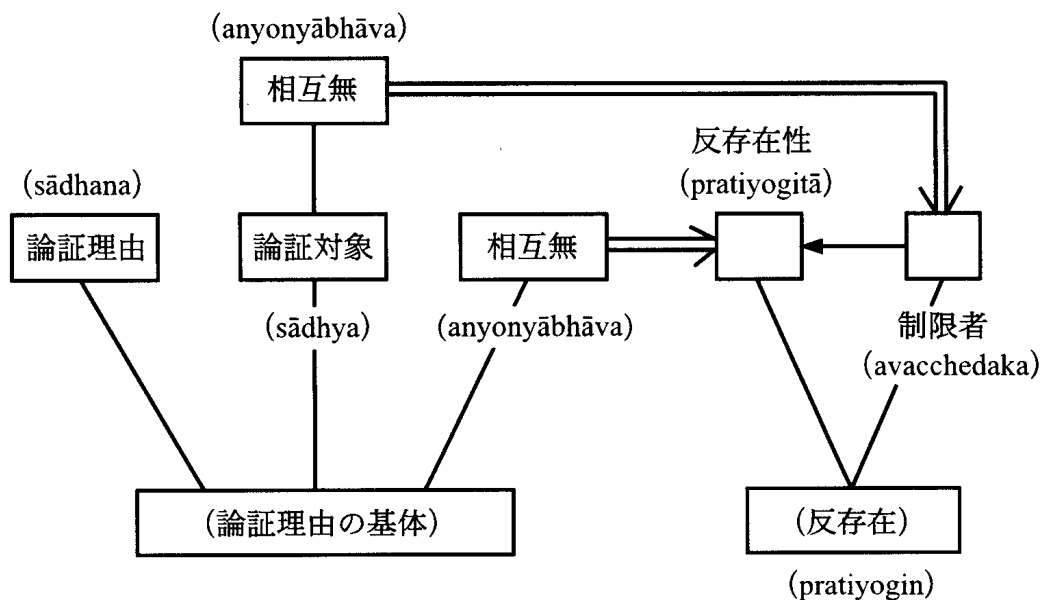 (anyonyābhāva)
相互無
反存在性
(pratiyogitā)
(sādhana)
論証理由
論証対象
相互無
(sādhya)
(anyonyābhāva)
制限者
(avacchedaka)
(論証理由の基体)
(反存在)
(pratiyogin)